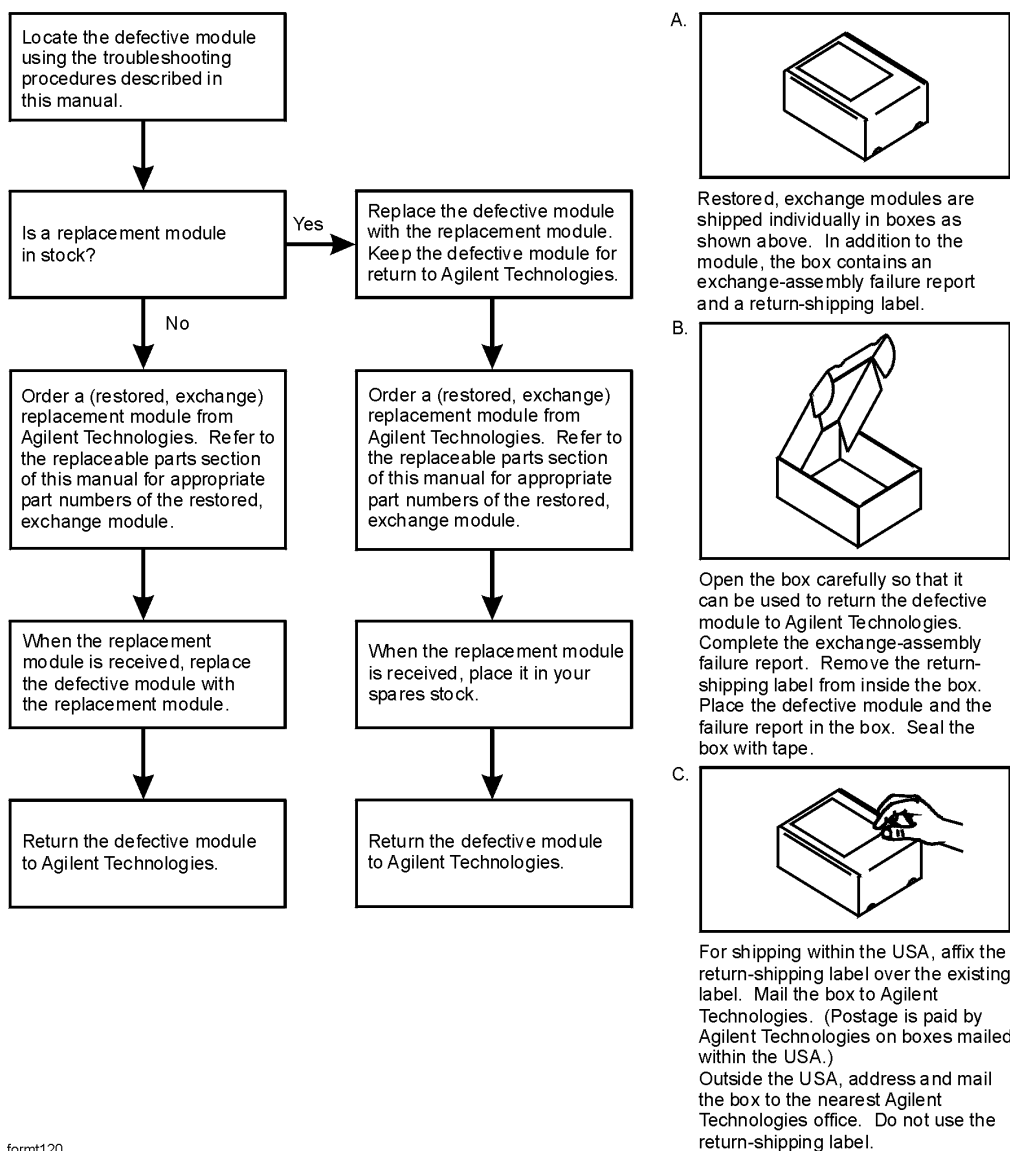 Locate the defective module
using the troubleshooting
procedures described in
this manual.
Is a replacement module
in stock?
Yes
Replace the defective module
with the replacement module.
Keep the defective module for
return to Agilent Technologies.
No
Order a (restored, exchange)
replacement module from
Agilent Technologies. Refer to
the replaceable parts section
of this manual for appropriate
part numbers of the restored,
exchange module.
Order a (restored, exchange)
replacement module from
Agilent Technologies. Refer to
the replaceable parts section
of this manual for appropriate
part numbers of the restored,
exchange module.
When the replacement
module is received, replace
the defective module with
the replacement module.
When the replacement module
is received, place it in your
spares stock.
Return the defective module
to Agilent Technologies.
Return the defective module
to Agilent Technologies.
A.
Restored, exchange modules are
shipped individually in boxes as
shown above. In addition to the
module, the box contains an
exchange-assembly failure report
and a return-shipping label.
B.
Open the box carefully so that it
can be used to return the defective
module to Agilent Technologies.
Complete the exchange-assembly
failure report. Remove the return-
shipping label from inside the box.
Place the defective module and the
failure report in the box. Seal the
box with tape.
C.
For shipping within the USA, affix the
return-shipping label over the existing
label. Mail the box to Agilent
Technologies. (Postage is paid by
Agilent Technologies on boxes mailed
within the USA.)
Outside the USA, address and mail
the box to the nearest Agilent
Technologies office. Do not use the
return-shipping label.
formt120